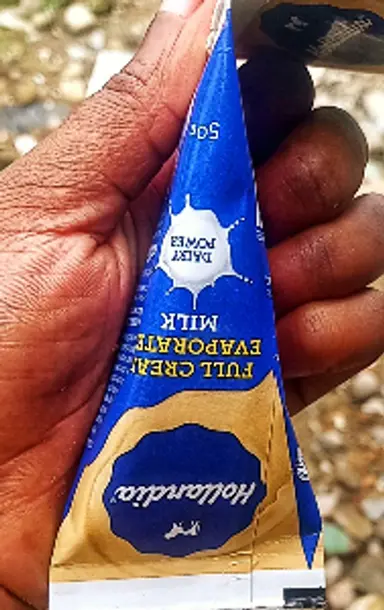 Hollandia
FULL CREAM
EVAPORATED
MILK
DAIRY
POWER
50g